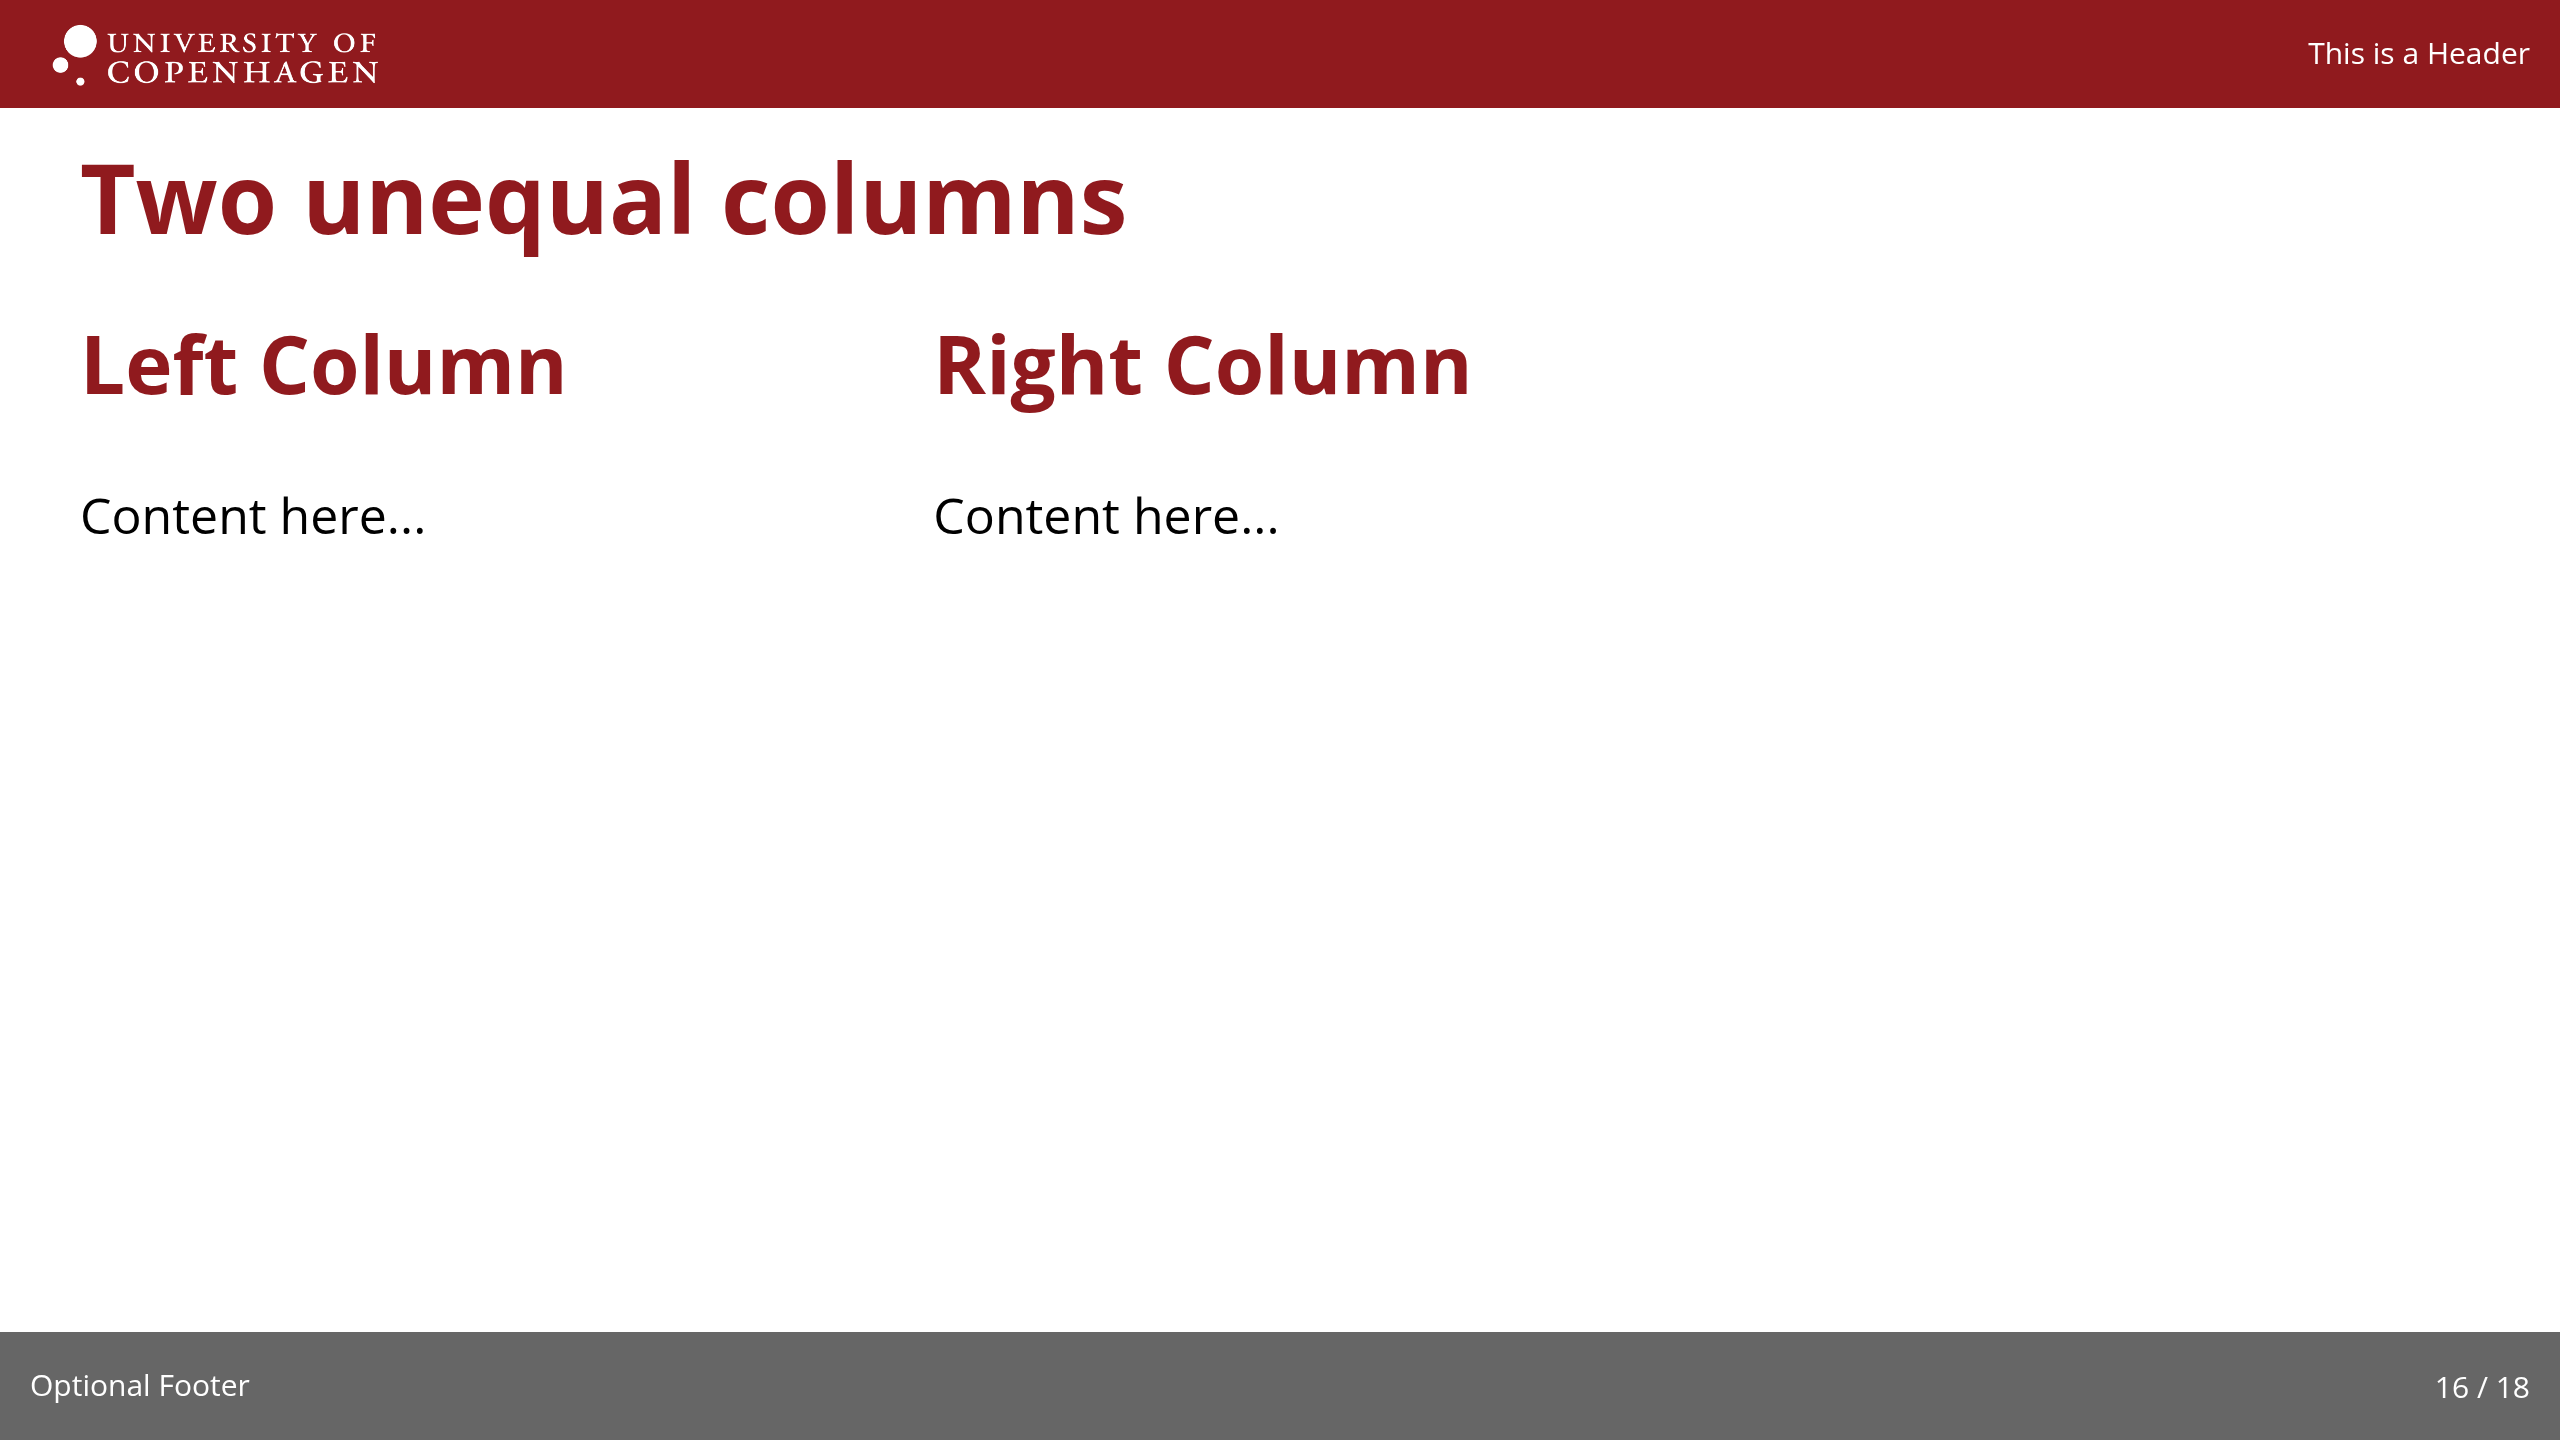 UNIVERSITY OF
COPENHAGEN
This is a Header
Two unequal columns
Left Column
Content here...
Right Column
Content here...
Optional Footer
16 / 18